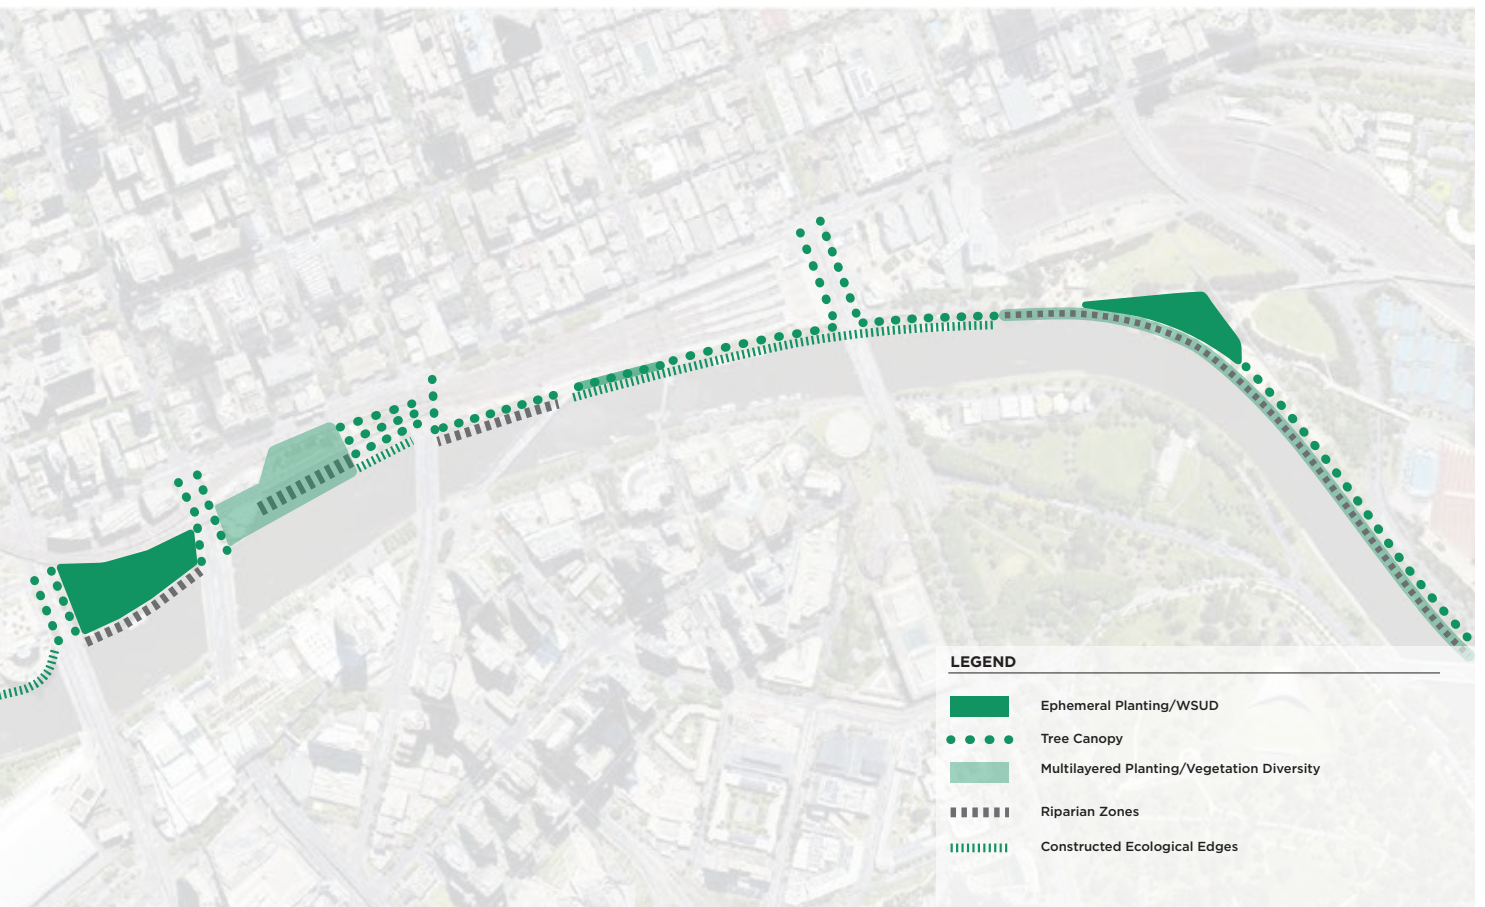 LEGEND
Ephemeral Planting/WSUD
Tree Canopy
Multilayered Planting/Vegetation Diversity
Riparian Zones
Constructed Ecological Edges